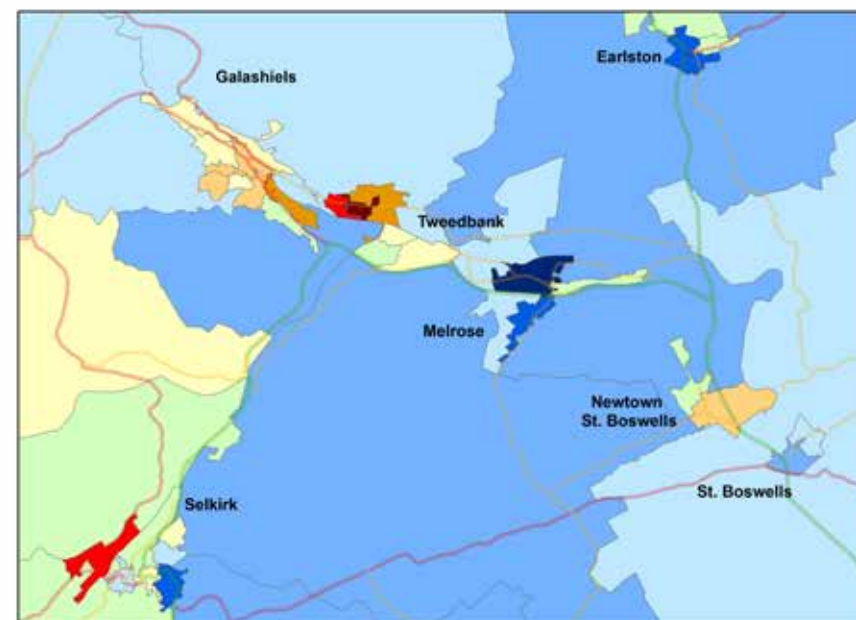 Earlston
Galashiels
Tweedbank
Melrose
Newtown
St. Boswells
St. Boswells
Selkirk